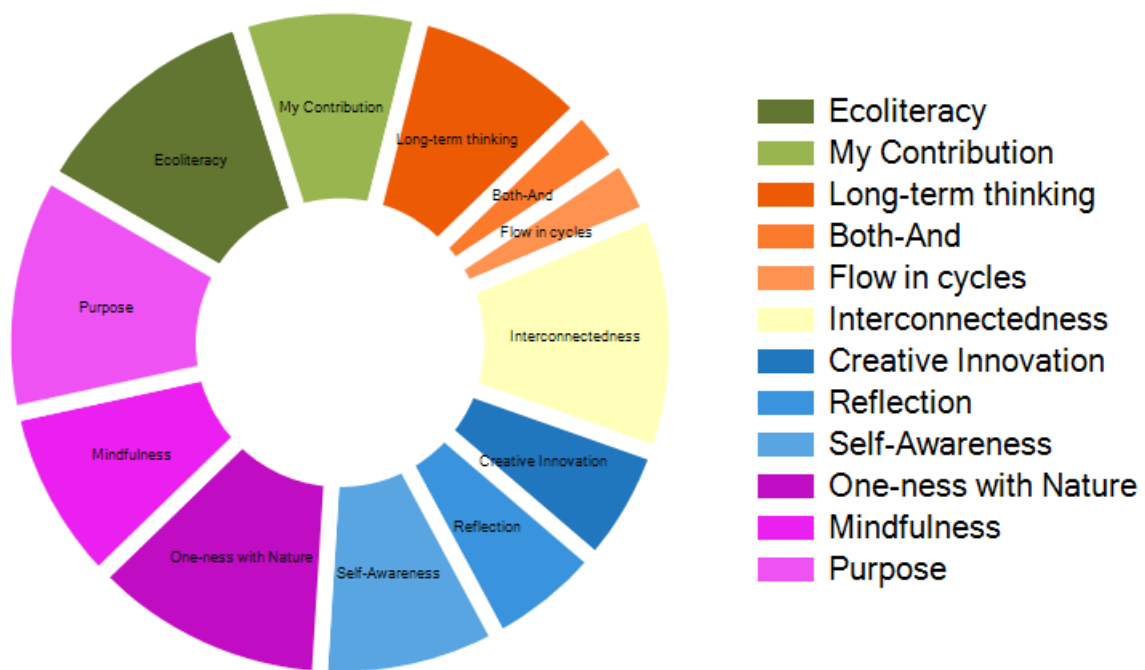 My Contribution
Long-term thinking
Ecoliteracy
Both-And
Flow in cycles
Purpose
Interconnectedness
Mindfulness
Creative Innovation
Reflection
One-ness with Nature
Self-Awareness
Ecoliteracy
My Contribution
Long-term thinking
Both-And
Flow in cycles
Interconnectedness
Creative Innovation
Reflection
Self-Awareness
One-ness with Nature
Mindfulness
Purpose